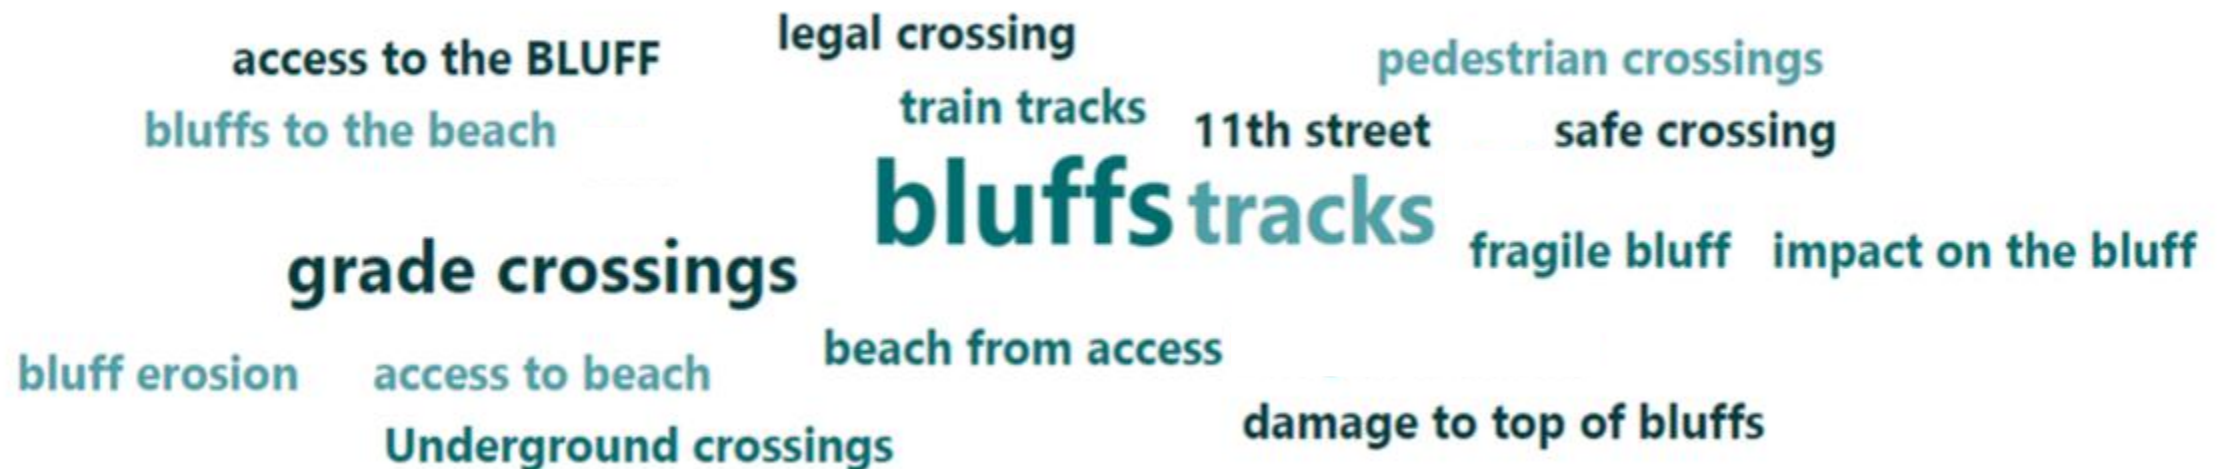 legal crossing
access to the BLUFF
pedestrian crossings
train tracks
bluffs to the beach
11th street
safe crossing
bluffs
tracks
fragile bluff
impact on the bluff
grade crossings
beach from access
bluff erosion
access to beach
damage to top of bluffs
Underground crossings